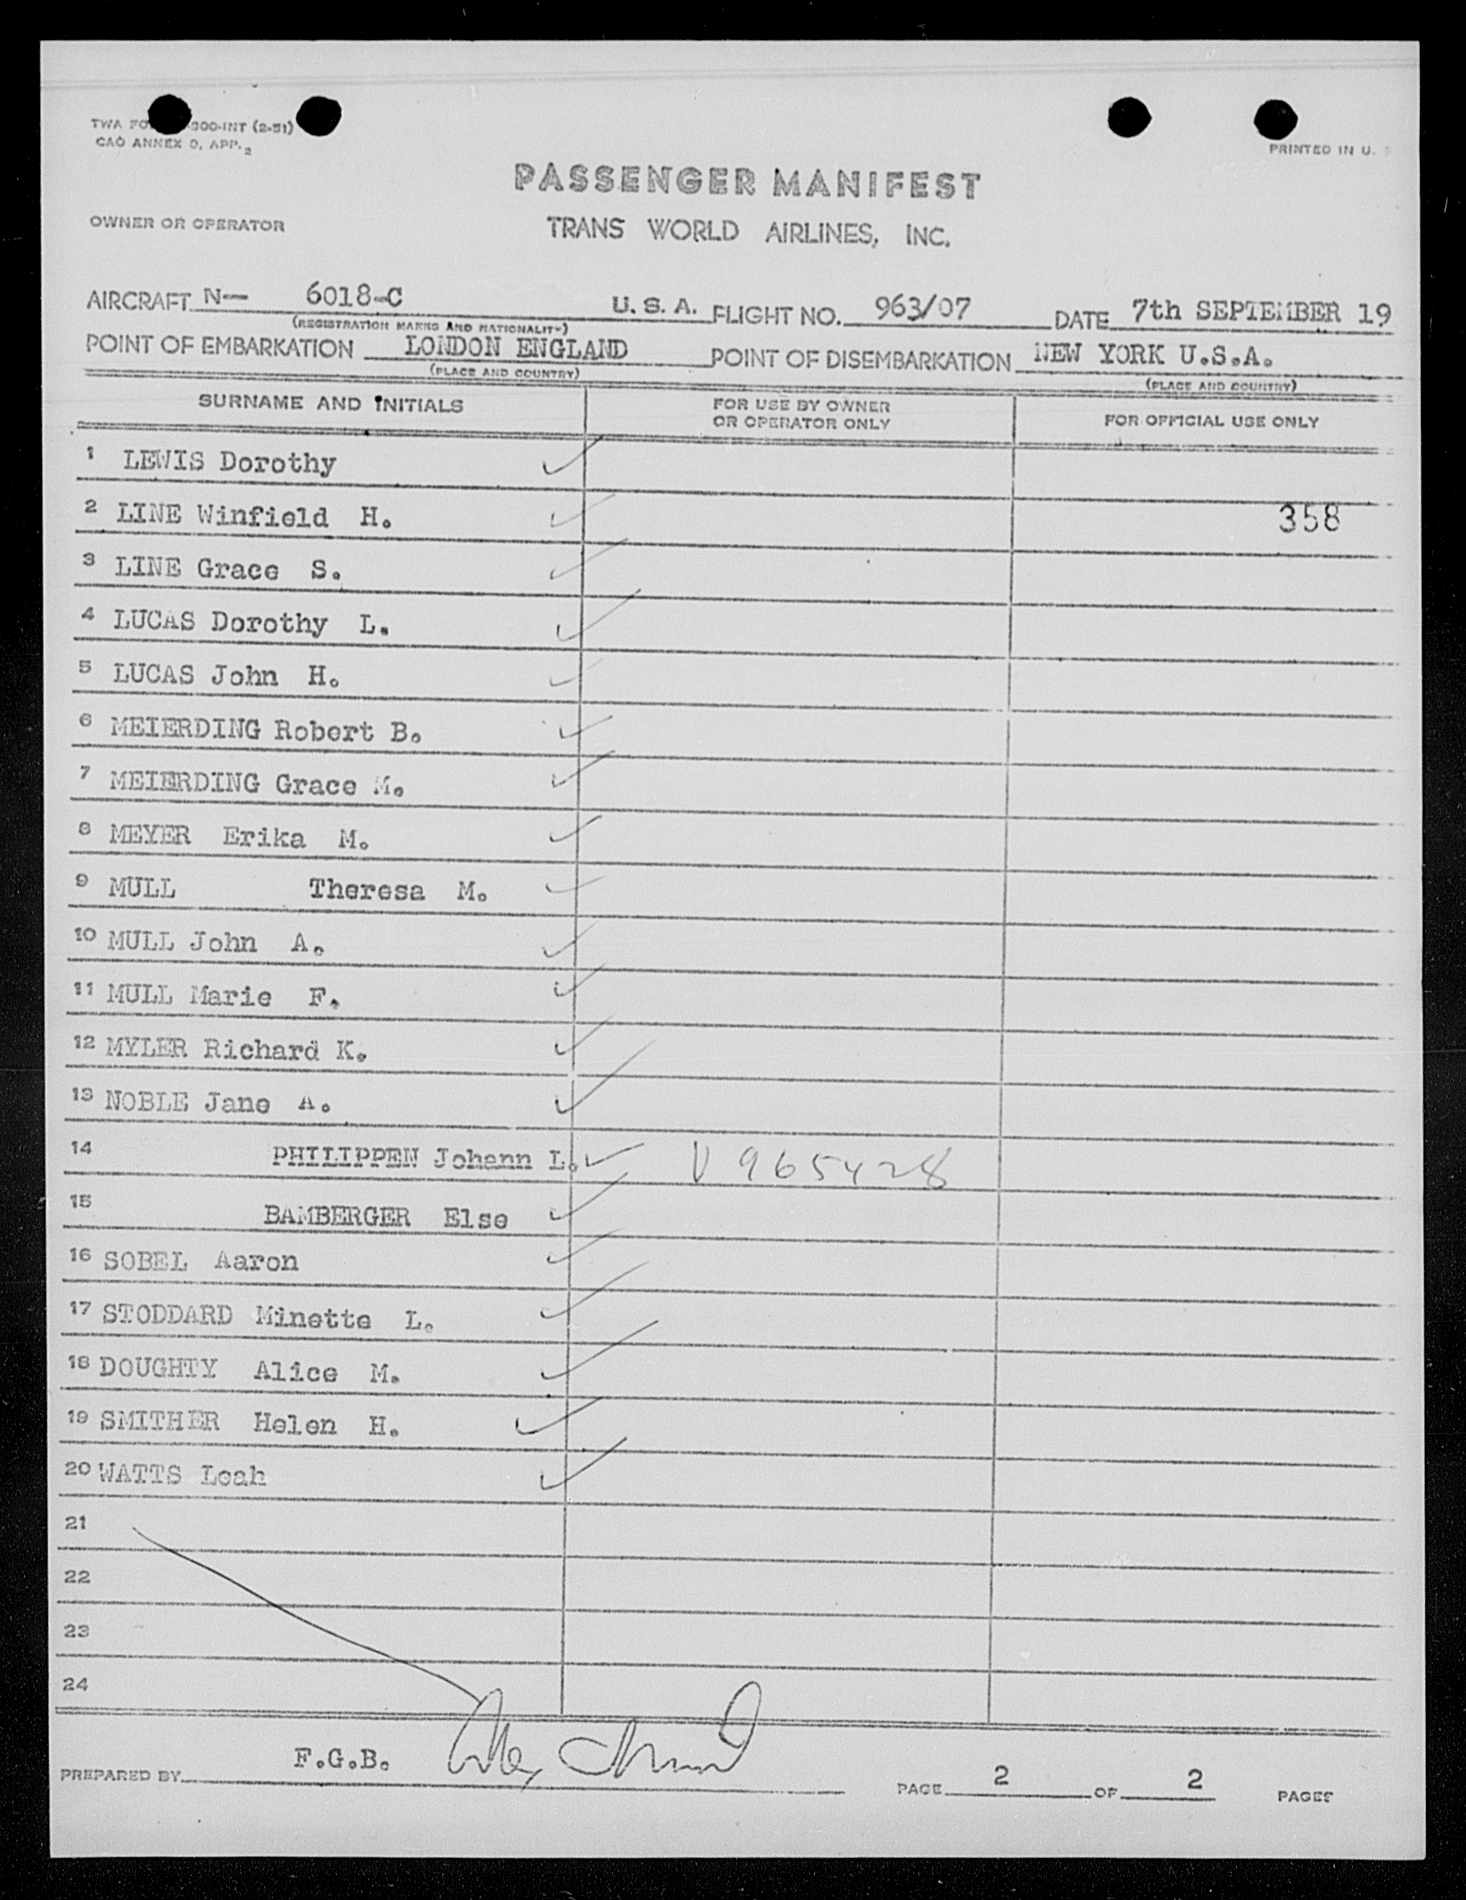 TWA FO 300-INT (2-51)
CAO ANNEX 9, APP. 2
PRINTED IN U. S
PASSENGER MANIFEST
OWNER OR OPERATOR
TRANS WORLD AIRLINES, INC.
AIRCRAFT N— 6018-C U. S. A. FLIGHT NO. 963/07 DATE 7th SEPTEMBER 19
(REGISTRATION MARKS AND NATIONALITY)
POINT OF EMBARKATION LONDON ENGLAND POINT OF DISEMBARKATION NEW YORK U.S.A.
(PLACE AND COUNTRY) (PLACE AND COUNTRY)
SURNAME AND INITIALS FOR USE BY OWNER OR OPERATOR ONLY FOR OFFICIAL USE ONLY
1 LEWIS Dorothy
2 LINE Winfield H. 358
3 LINE Grace S.
4 LUCAS Dorothy L.
5 LUCAS John H.
6 MEIERDING Robert B.
7 MEIERDING Grace M.
8 MEYER Erika M.
9 MULL Theresa M.
10 MULL John A.
11 MULL Marie F.
12 MYLER Richard K.
13 NOBLE Jane A.
14 PHILIPPEN Johann L. V 965428
15 BAMBERGER Else
16 SOBEL Aaron
17 STODDARD Minette L.
18 DOUGHTY Alice M.
19 SMITHER Helen H.
20 WATTS Leah
21
22
23
24
PREPARED BY F.G.B. PAGE 2 OF 2 PAGES